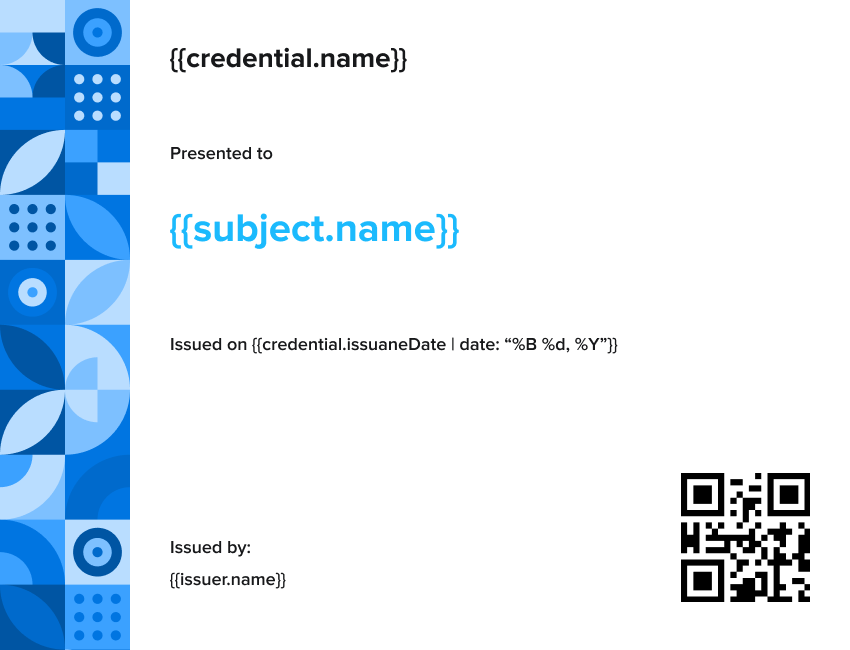 {{credential.name}}
Presented to
{{subject.name}}
Issued on {{credential.issuaneDate | date: “%B %d, %Y”}}
Issued by:
{{issuer.name}}